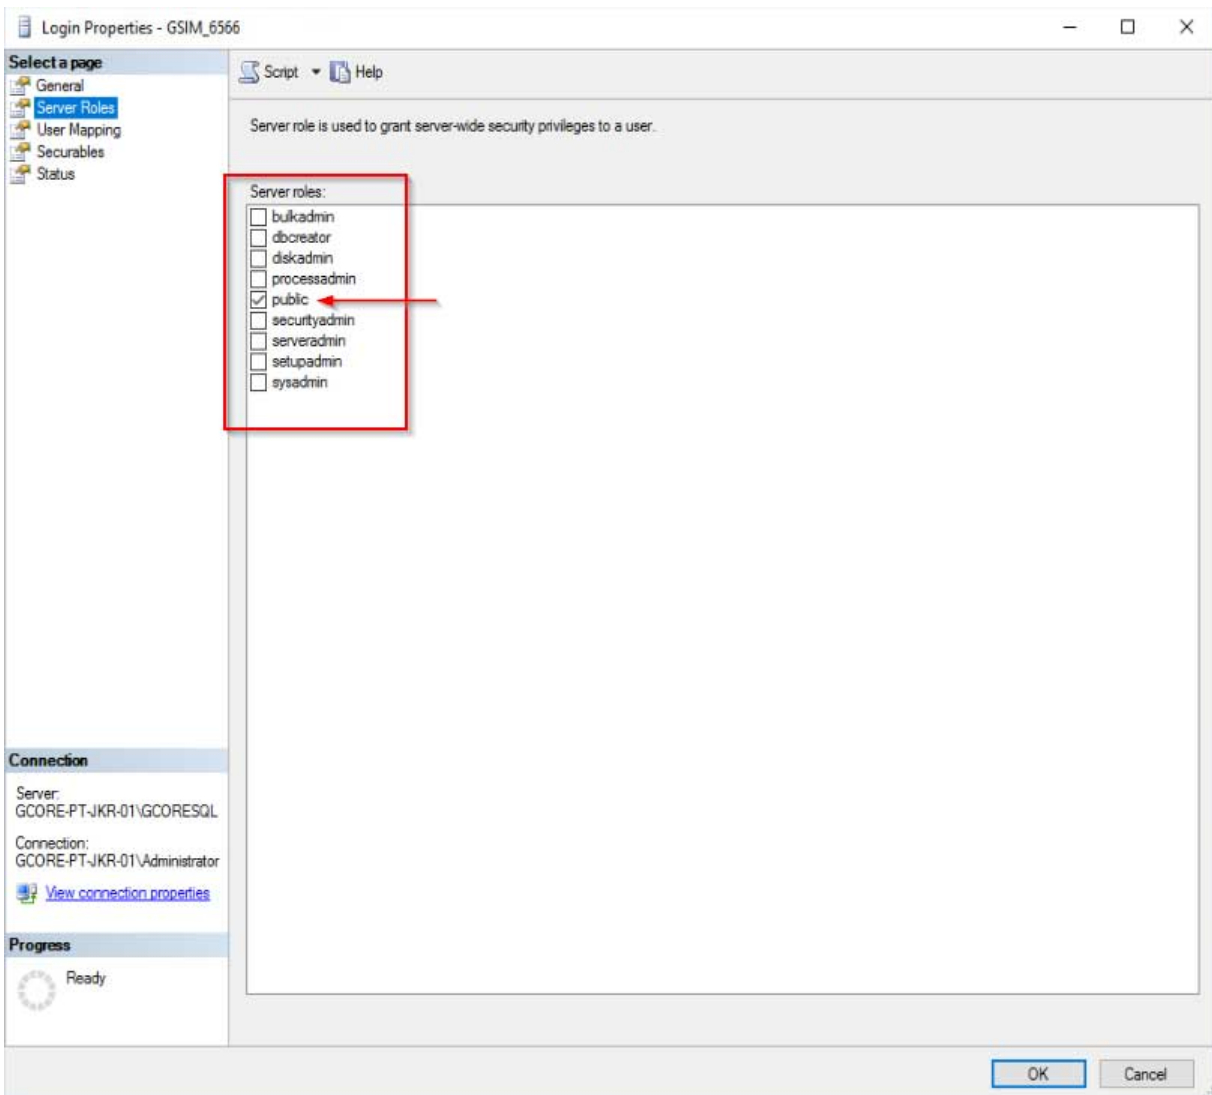 Login Properties - GSIM_6566
Select a page
General
Server Roles
User Mapping
Securables
Status
Script Help
Server role is used to grant server-wide security privileges to a user.
Server roles:
bulkadmin
dbcreator
diskadmin
processadmin
public
securityadmin
serveradmin
setupadmin
sysadmin
Connection
Server:
GCORE-PT-JKR-01\GCORESQL
Connection:
GCORE-PT-JKR-01\Administrator
View connection properties
Progress
Ready
OK Cancel